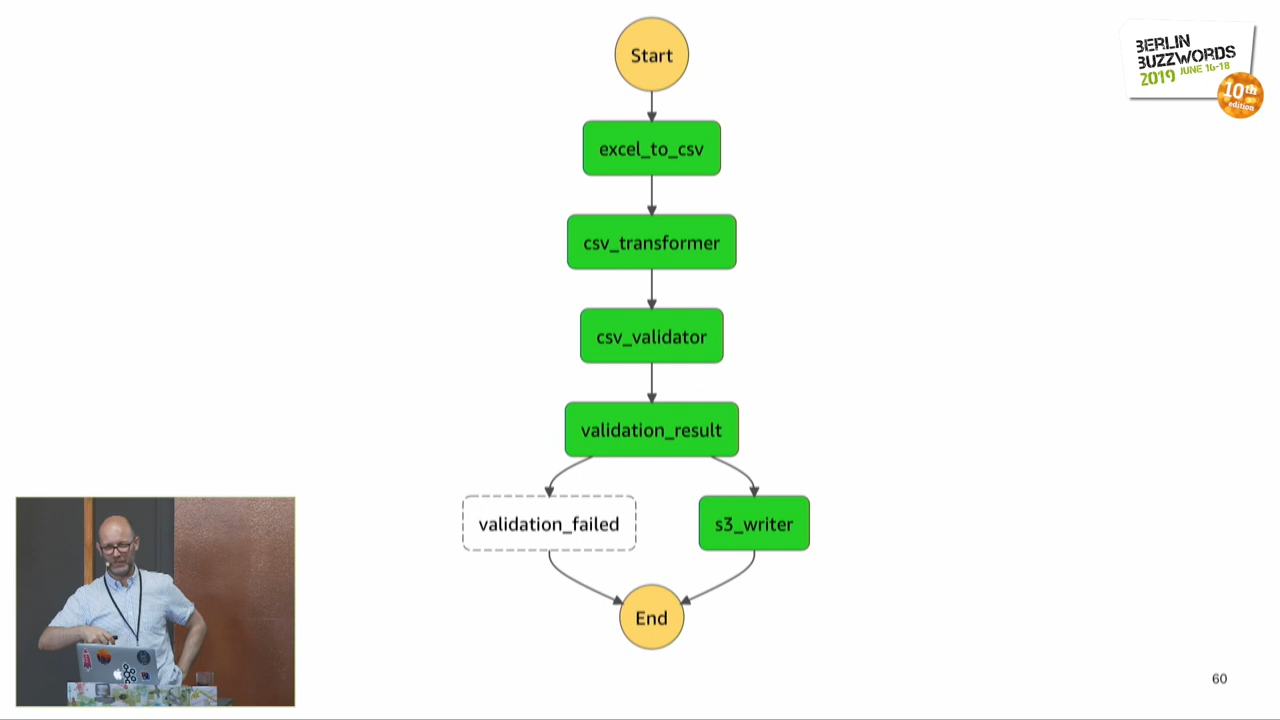 Start
BERLIN
BUZZWORDS
2019 JUNE 16-18
10th
edition
excel_to_csv
csv_transformer
csv_validator
validation_result
validation_failed
s3_writer
End
60